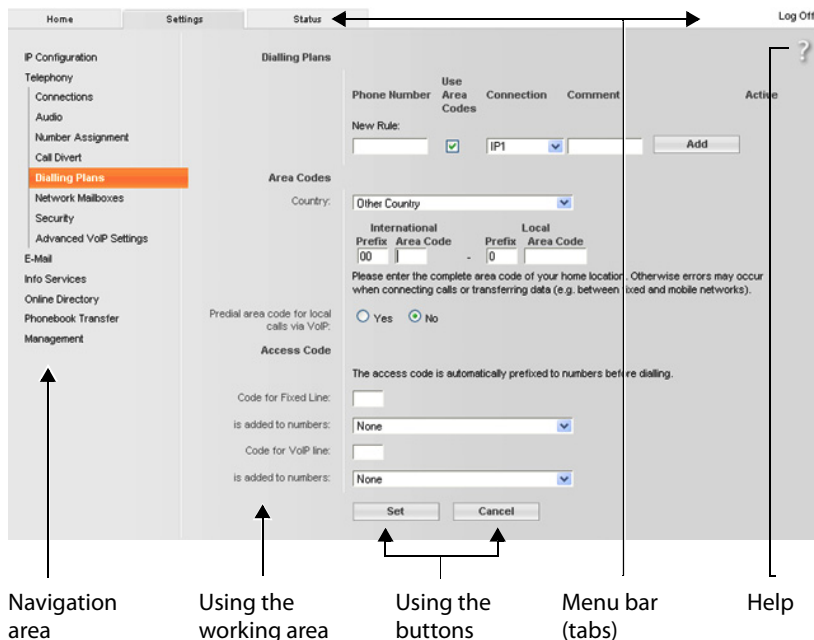 Home Settings Status Log Off
?
IP Configuration
Telephony
Connections
Audio
Number Assignment
Call Divert
Dialling Plans
Network Mailboxes
Security
Advanced VoIP Settings
E-Mail
Info Services
Online Directory
Phonebook Transfer
Management
Dialling Plans
Phone Number Use Area Codes Connection Comment Active
New Rule:
IP1 Add
Area Codes
Country: Other Country
International Local
Prefix Area Code Prefix Area Code
00 - 0
Please enter the complete area code of your home location. Otherwise errors may occur
when connecting calls or transferring data (e.g. between fixed and mobile networks).
Predial area code for local
calls via VoIP: Yes No
Access Code
The access code is automatically prefixed to numbers before dialling.
Code for Fixed Line:
is added to numbers: None
Code for VoIP line:
is added to numbers: None
Set Cancel
Navigation
area
Using the
working area
Using the
buttons
Menu bar
(tabs)
Help